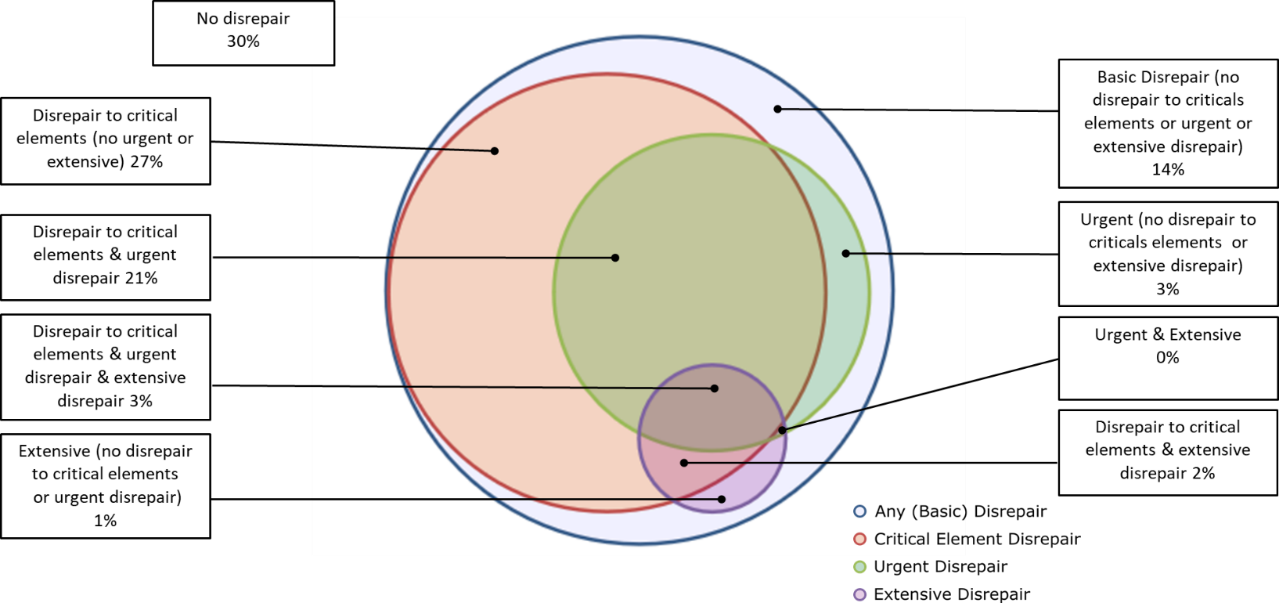 No disrepair
30%
Disrepair to critical
elements (no urgent or
extensive) 27%
Disrepair to critical
elements & urgent
disrepair 21%
Disrepair to critical
elements & urgent
disrepair & extensive
disrepair 3%
Extensive (no disrepair
to critical elements
or urgent disrepair)
1%
Basic Disrepair (no
disrepair to criticals
elements or urgent or
extensive disrepair)
14%
Urgent (no disrepair to
criticals elements or
extensive disrepair)
3%
Urgent & Extensive
0%
Disrepair to critical
elements & extensive
disrepair 2%
Any (Basic) Disrepair
Critical Element Disrepair
Urgent Disrepair
Extensive Disrepair